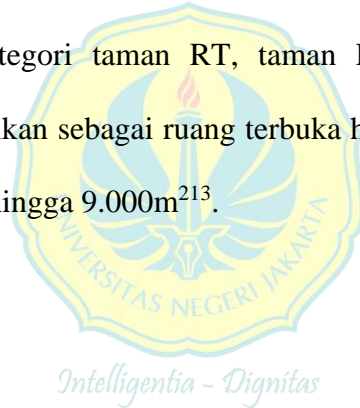 tegori taman RT, taman
kan sebagai ruang terbuka
ingga 9.000m²¹³.
UNIVERSITAS NEGERI JAKARTA
Intelligentia - Dignitas